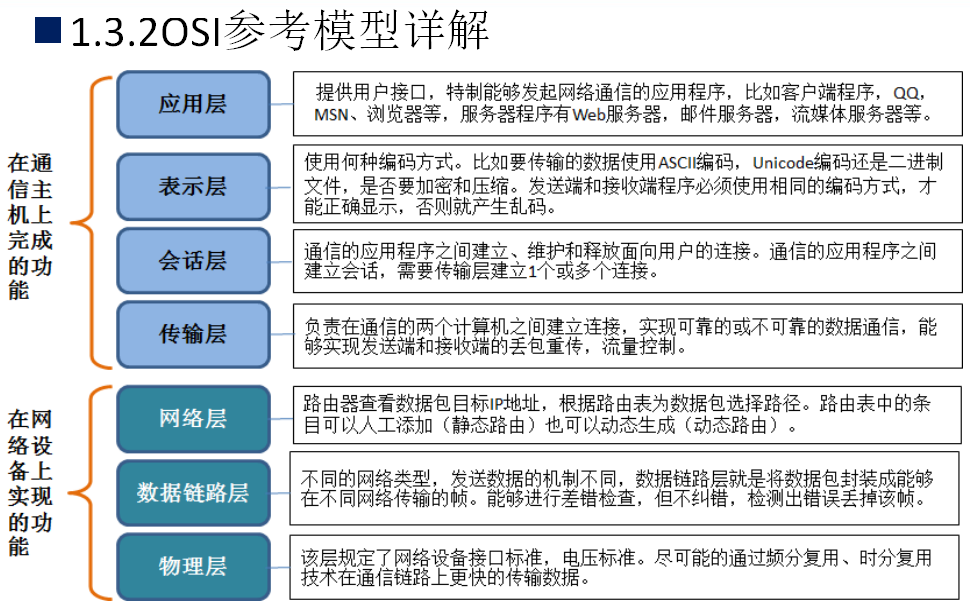 1.3.2OSI参考模型详解
在通
信主
机上
完成
的功
能
应用层
提供用户接口，特制能够发起网络通信的应用程序，比如客户端程序，QQ，
MSN、浏览器等，服务器程序有Web服务器，邮件服务器，流媒体服务器等。
表示层
使用何种编码方式。比如要传输的数据使用ASCII编码，Unicode编码还是二进制
文件，是否要加密和压缩。发送端和接收端程序必须使用相同的编码方式，才
能正确显示，否则就产生乱码。
会话层
通信的应用程序之间建立、维护和释放面向用户的连接。通信的应用程序之间
建立会话，需要传输层建立1个或多个连接。
传输层
负责在通信的两个计算机之间建立连接，实现可靠的或不可靠的数据通信，能
够实现发送端和接收端的丢包重传，流量控制。
在网
络设
备上
实现
的功
能
网络层
路由器查看数据包目标IP地址，根据路由表为数据包选择路径。路由表中的条
目可以人工添加（静态路由）也可以动态生成（动态路由）。
数据链路层
不同的网络类型，发送数据的机制不同，数据链路层就是将数据包封装成能够
在不同网络传输的帧。能够进行差错检查，但不纠错，检测出错误丢掉该帧。
物理层
该层规定了网络设备接口标准，电压标准。尽可能的通过频分复用、时分复用
技术在通信链路上更快的传输数据。